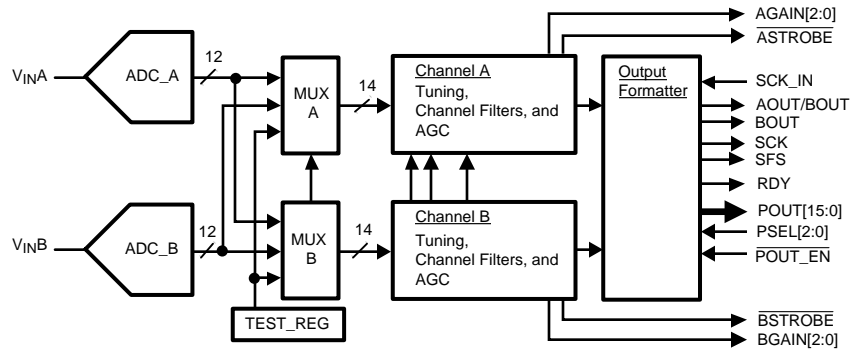 AGAIN[2:0]
ASTROBE
VINA
ADC_A
12
MUX
A
14
Channel A
Tuning,
Channel Filters, and
AGC
Output
Formatter
SCK_IN
AOUT/BOUT
BOUT
SCK
SFS
RDY
POUT[15:0]
PSEL[2:0]
POUT_EN
VINB
ADC_B
12
MUX
B
14
Channel B
Tuning,
Channel Filters, and
AGC
TEST_REG
BSTROBE
BGAIN[2:0]